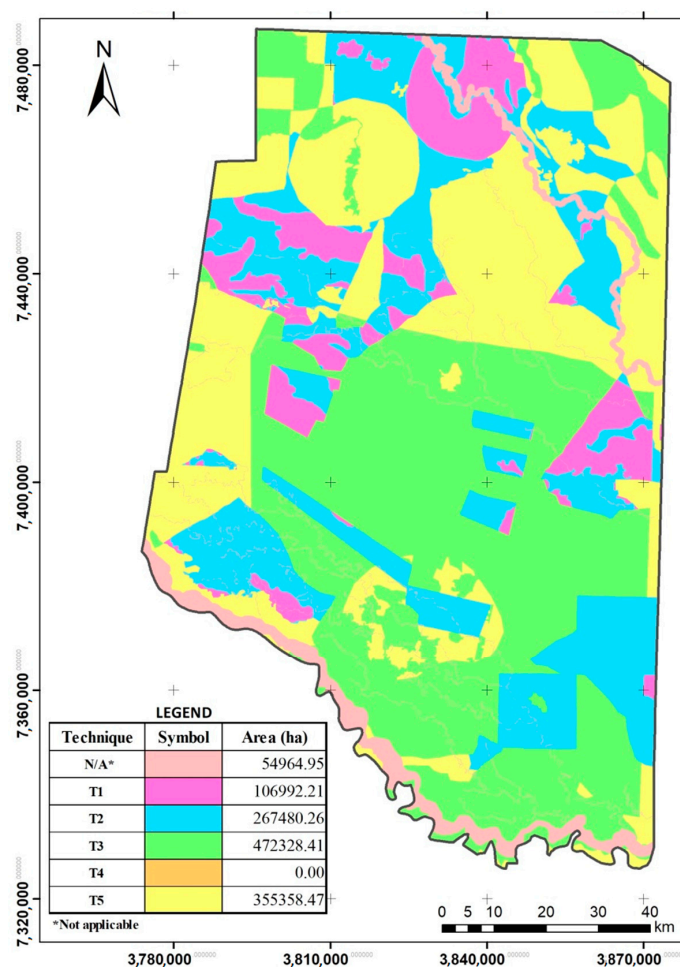 N
7,480,000
7,440,000
7,400,000
7,360,000
7,320,000
LEGEND
Technique Symbol Area (ha)
N/A* 54964.95
T1 106992.21
T2 267480.26
T3 472328.41
T4 0.00
T5 355358.47
*Not applicable
0 5 10 20 30 40
km
3,780,000 3,810,000 3,840,000 3,870,000